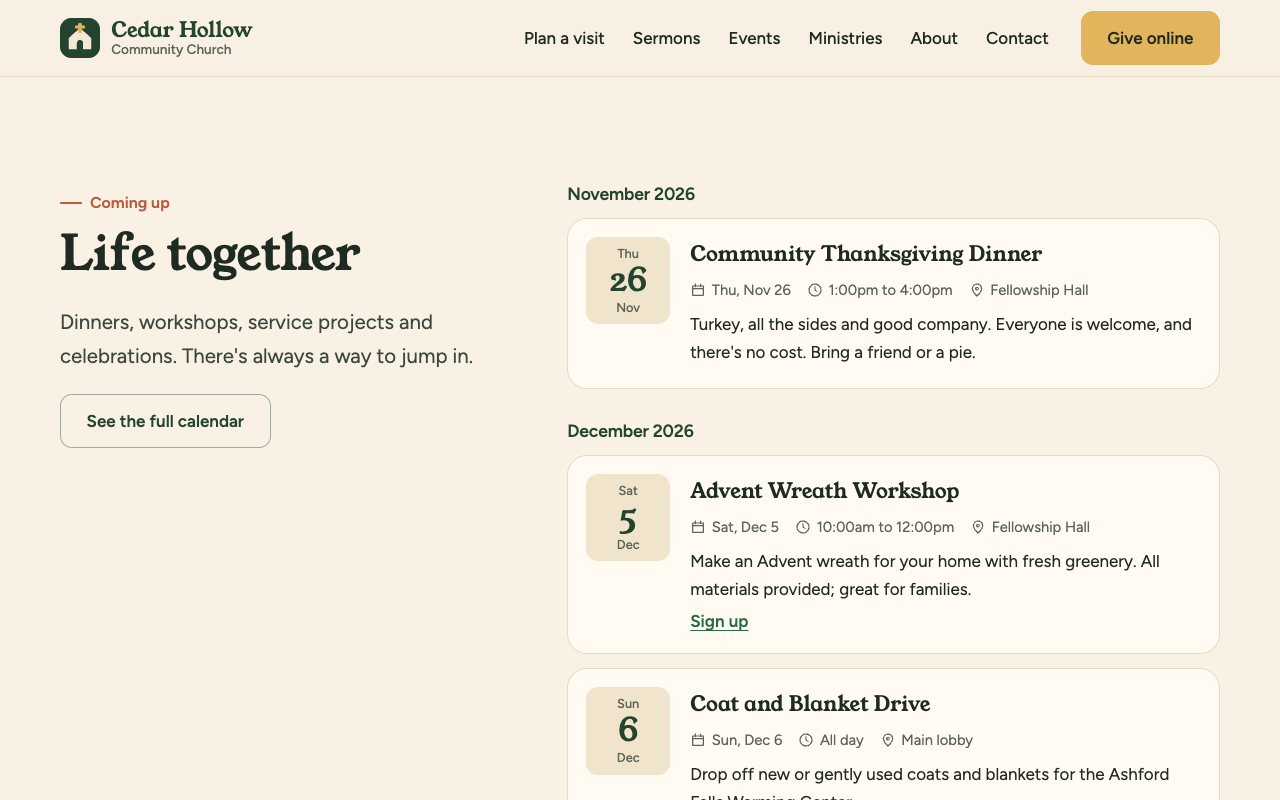 Cedar Hollow
Community Church
Plan a visit
Sermons
Events
Ministries
About
Contact
Give online
Coming up
Life together
Dinners, workshops, service projects and
celebrations. There's always a way to jump in.
See the full calendar
November 2026
Thu
26
Nov
Community Thanksgiving Dinner
Thu, Nov 26
1:00pm to 4:00pm
Fellowship Hall
Turkey, all the sides and good company. Everyone is welcome, and
there's no cost. Bring a friend or a pie.
December 2026
Sat
5
Dec
Advent Wreath Workshop
Sat, Dec 5
10:00am to 12:00pm
Fellowship Hall
Make an Advent wreath for your home with fresh greenery. All
materials provided; great for families.
Sign up
Sun
6
Dec
Coat and Blanket Drive
Sun, Dec 6
All day
Main lobby
Drop off new or gently used coats and blankets for the Ashford